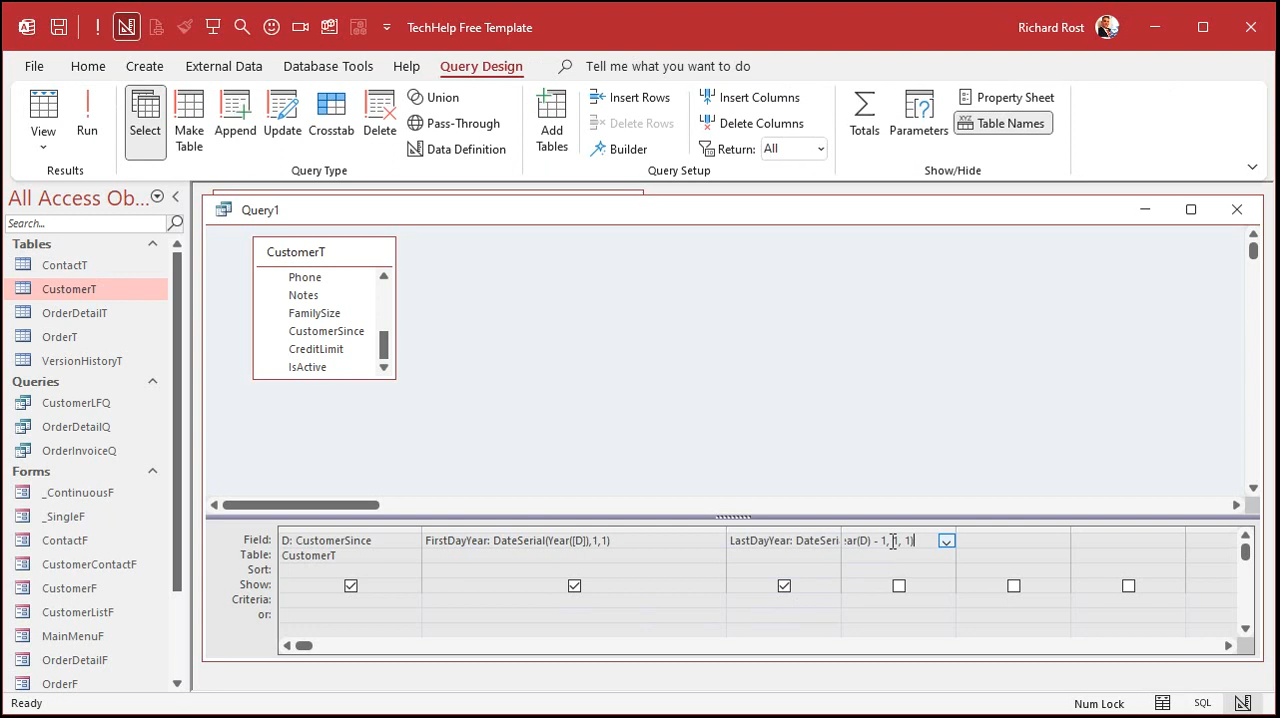 TechHelp Free Template
Richard Rost
File Home Create External Data Database Tools Help Query Design Tell me what you want to do
View
Run
Select
Make Table
Append
Update
Crosstab
Delete
Union
Pass-Through
Data Definition
Add Tables
Insert Rows
Delete Rows
Builder
Insert Columns
Delete Columns
Return: All
Totals
Parameters
Property Sheet
Table Names
Results
Query Type
Query Setup
Show/Hide
All Access Ob...
Search...
Tables
ContactT
CustomerT
OrderDetailT
OrderT
VersionHistoryT
Queries
CustomerLFQ
OrderDetailQ
OrderInvoiceQ
Forms
_ContinuousF
_SingleF
ContactF
CustomerContactF
CustomerF
CustomerListF
MainMenuF
OrderDetailF
OrderF
Query1
CustomerT
Phone
Notes
FamilySize
CustomerSince
CreditLimit
IsActive
Field: D: CustomerSince FirstDayYear: DateSerial(Year([D]),1,1) LastDayYear: DateSeri ear(D) - 1, 1, 1)
Table: CustomerT
Sort:
Show:
Criteria:
or:
Ready
Num Lock
SQL